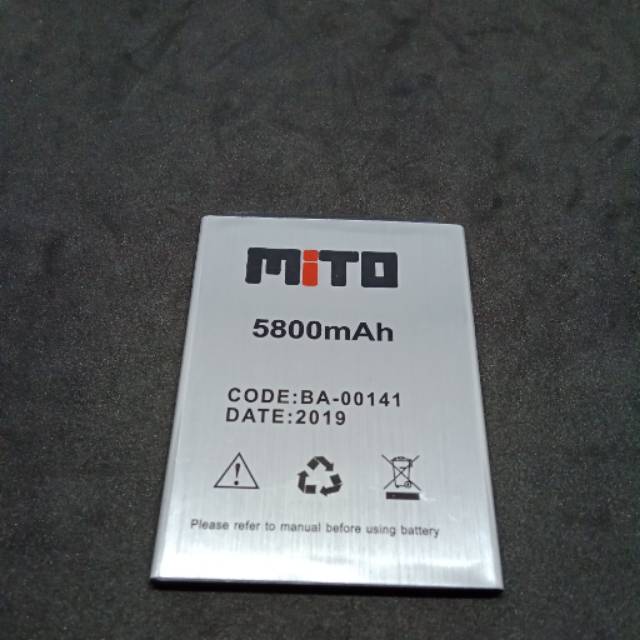 MiTO
5800mAh
CODE:BA-00141
DATE:2019
Please refer to manual before using battery